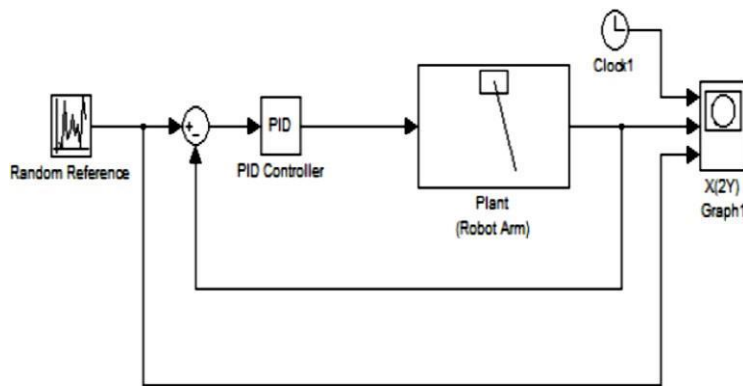 Clock1
+
−
PID
Random Reference
PID Controller
Plant
(Robot Arm)
X(2Y)
Graph1